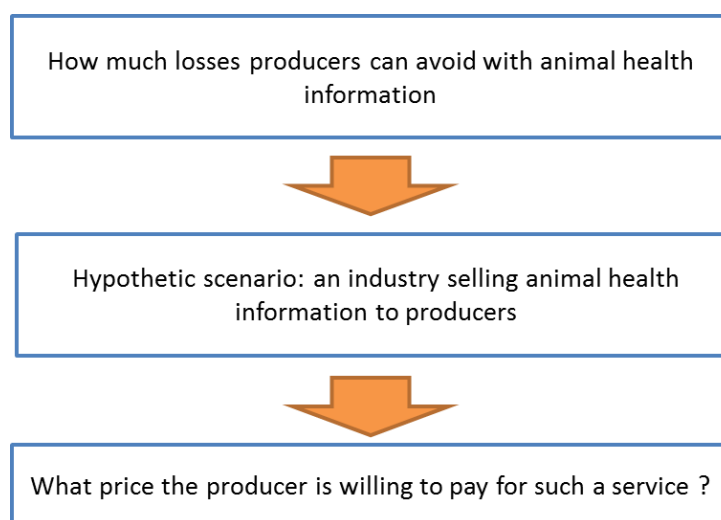 How much losses producers can avoid with animal health
information
Hypothetic scenario: an industry selling animal health
information to producers
What price the producer is willing to pay for such a service ?